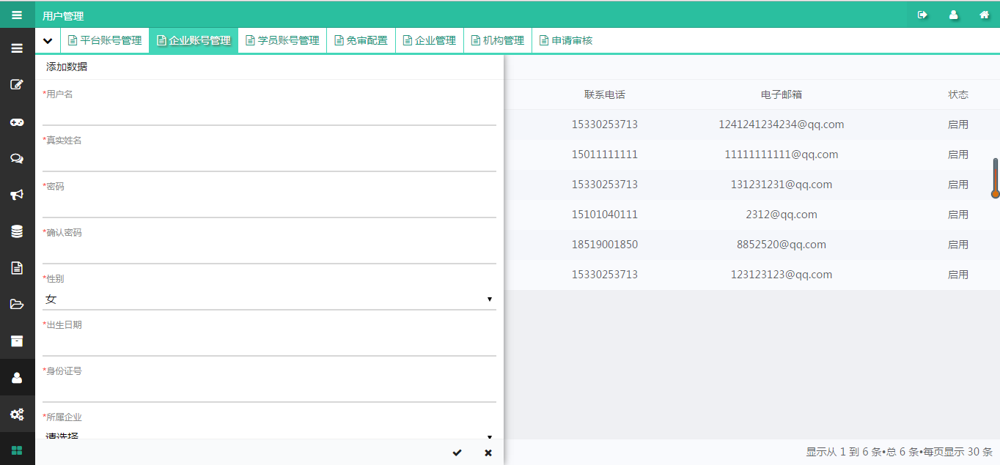 用户管理
平台账号管理 企业账号管理 学员账号管理 免审配置 企业管理 机构管理 申请审核
添加数据
*用户名
*真实姓名
*密码
*确认密码
*性别
女
*出生日期
*身份证号
*所属企业
请选择
联系电话 电子邮箱 状态
15330253713 1241241234234@qq.com 启用
15011111111 11111111111@qq.com 启用
15330253713 131231231@qq.com 启用
15101040111 2312@qq.com 启用
18519001850 8852520@qq.com 启用
15330253713 123123123@qq.com 启用
显示从 1 到 6 条•总 6 条•每页显示 30 条